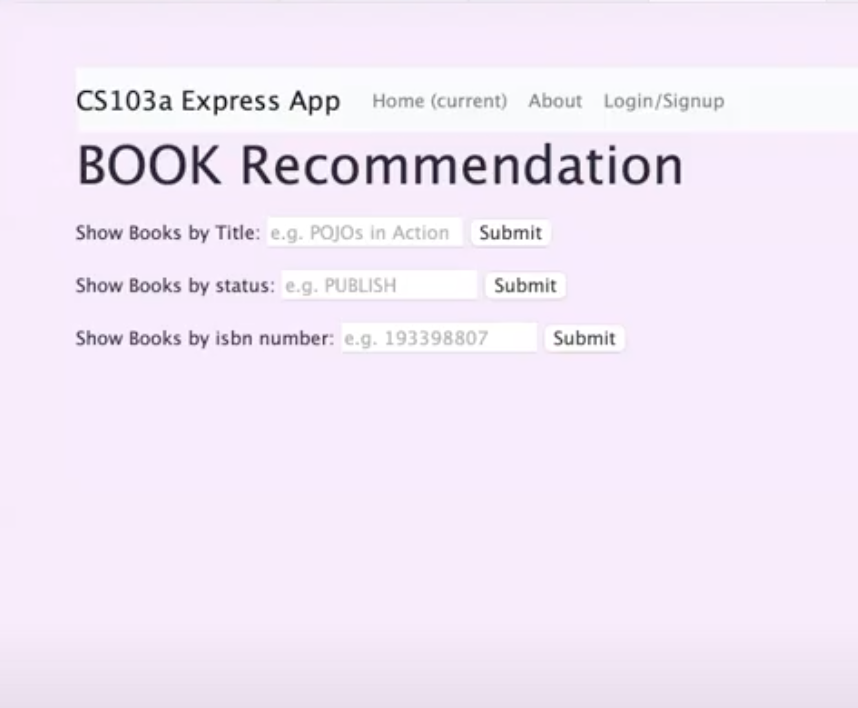 CS103a Express App Home (current) About Login/Signup
BOOK Recommendation
Show Books by Title: e.g. POJOs in Action Submit
Show Books by status: e.g. PUBLISH Submit
Show Books by isbn number: e.g. 193398807 Submit